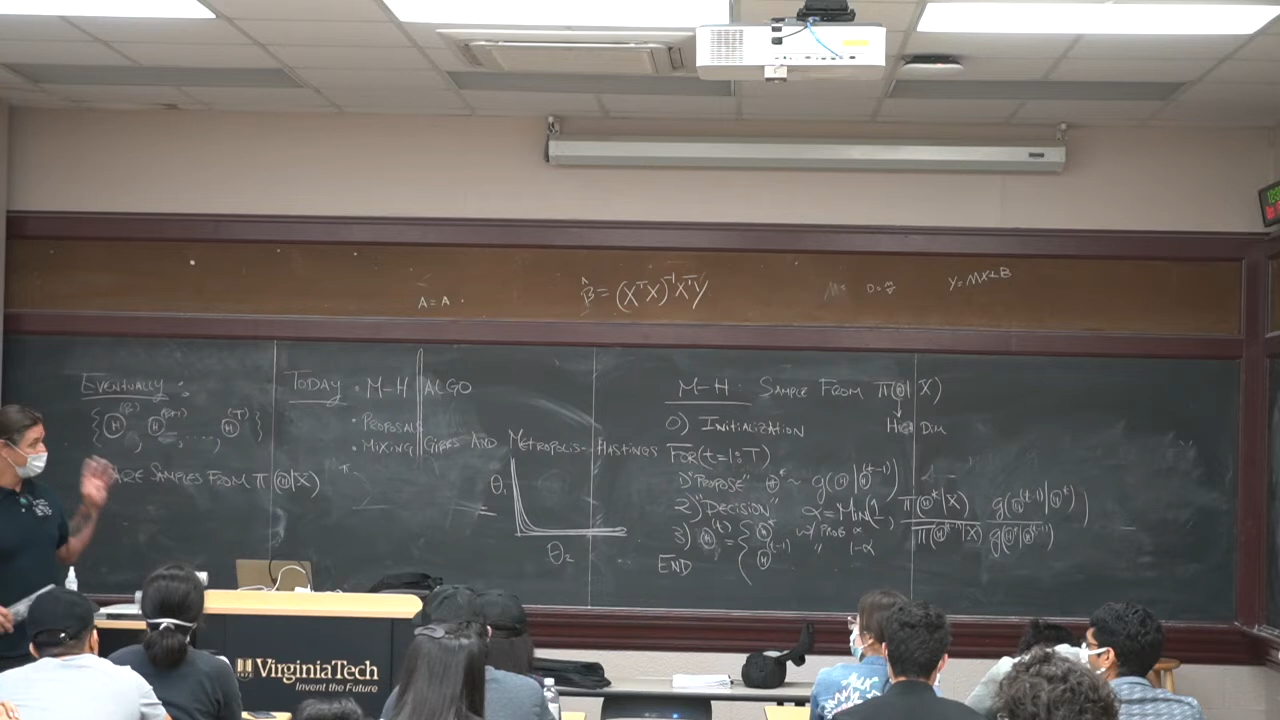 A = A .
β̂ = (XᵀX)⁻¹XᵀY
D = m/v
Y = MX+B
EVENTUALLY :
{Ⓗ^(B), Ⓗ^(B+1), ..., Ⓗ^(T)}
ARE SAMPLES FROM π(Ⓗ|X)
TODAY • M-H ALGO
• PROPOSALS
• MIXING GIBBS AND METROPOLIS-HASTINGS
Θ₁
Θ₂
M-H: SAMPLE FROM π(Ⓗ|X)
HIGH DIM
0) INITIALIZATION
FOR(t=1:T)
1) "PROPOSE" Ⓗ* ~ g(Ⓗ|Ⓗ^(t-1))
2) "DECISION" α = MIN(1, π(Ⓗ*|X)/π(Ⓗ^(t-1)|X) g(Ⓗ^(t-1)|Ⓗ*)/g(Ⓗ*|Ⓗ^(t-1)))
3) Ⓗ^(t) = { Ⓗ* w/ PROB α
Ⓗ^(t-1) " 1-α
END
VirginiaTech
Invent the Future